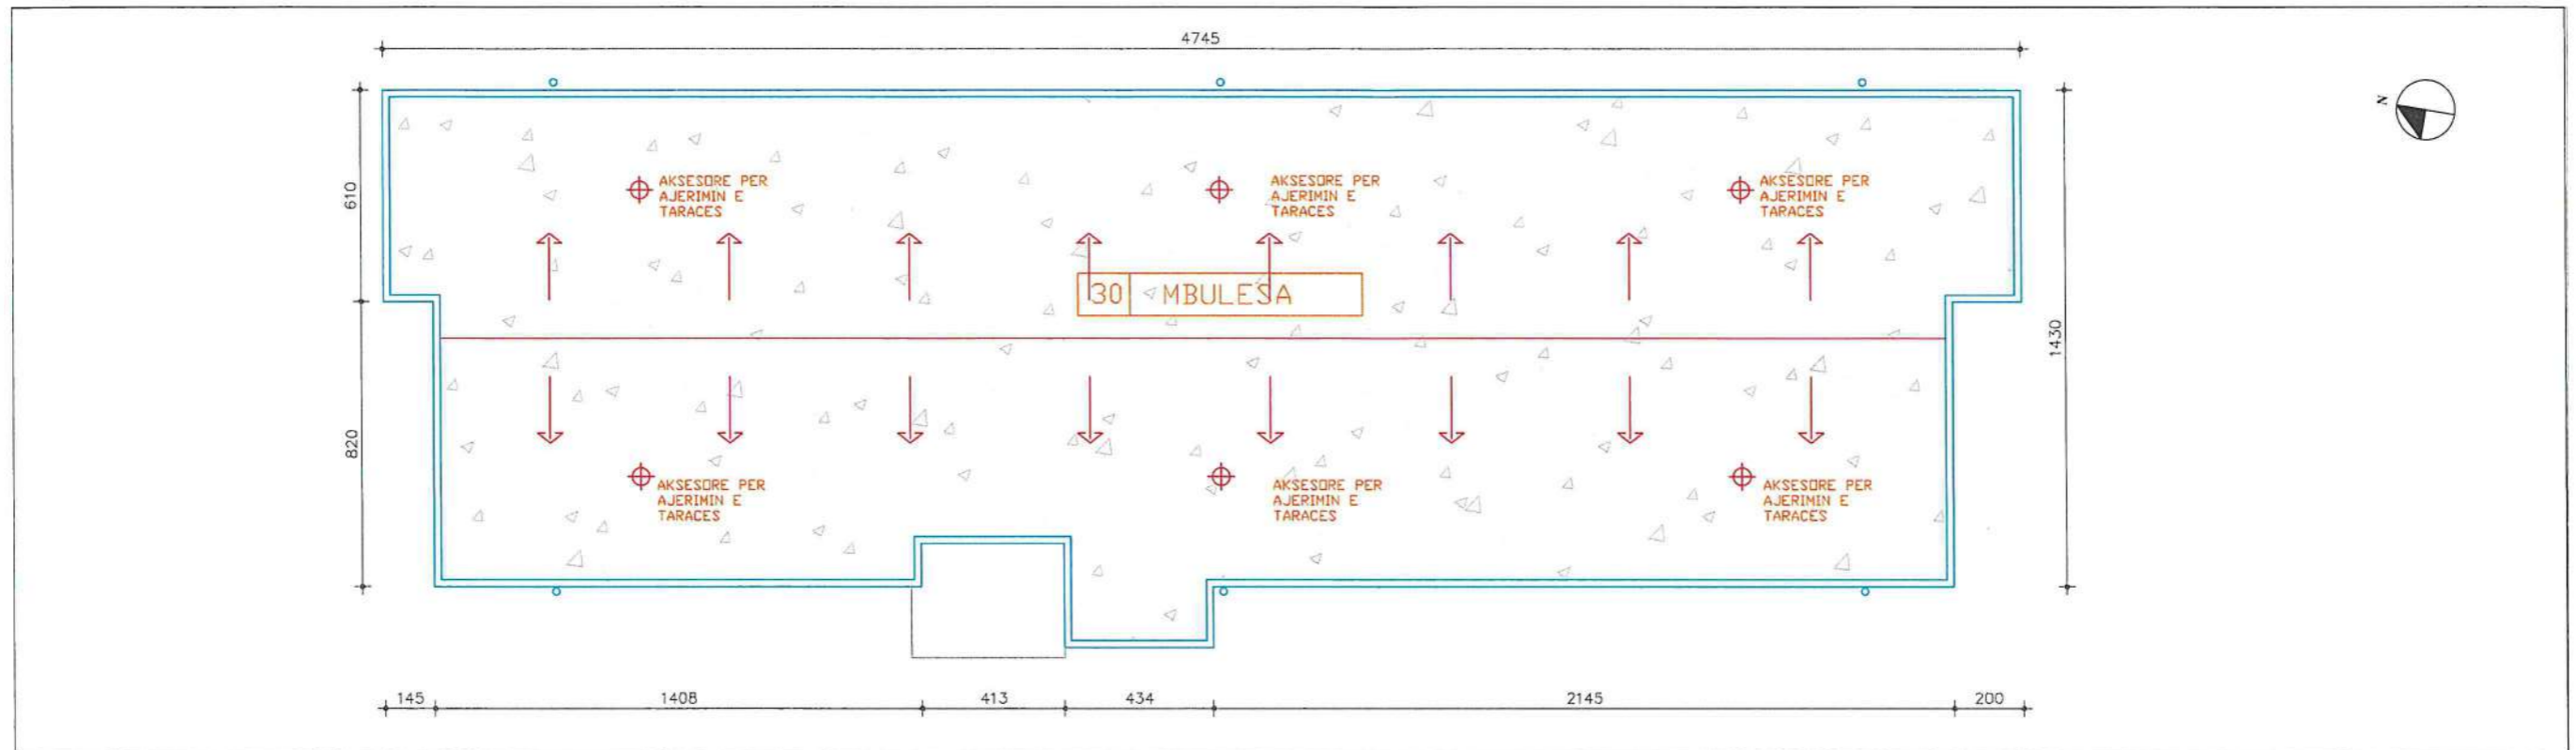 4745
N
610
AKSESORE PER
AJERIMIN E
TARACES
AKSESORE PER
AJERIMIN E
TARACES
AKSESORE PER
AJERIMIN E
TARACES
30 MBULESA
1430
820
AKSESORE PER
AJERIMIN E
TARACES
AKSESORE PER
AJERIMIN E
TARACES
AKSESORE PER
AJERIMIN E
TARACES
145 1408 413 434 2145 200